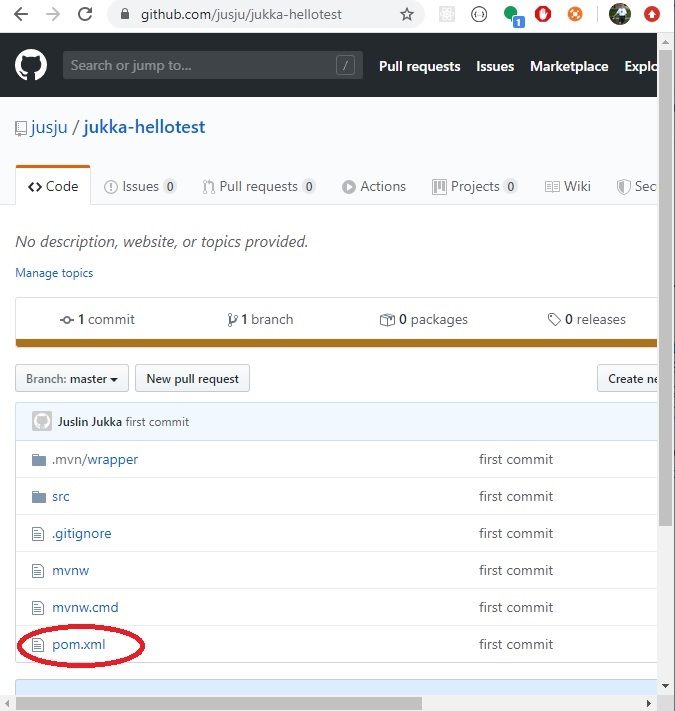 github.com/jusju/jukka-hellotest
1
Search or jump to... /
Pull requests Issues Marketplace Explo
jusju / jukka-hellotest
Code Issues 0 Pull requests 0 Actions Projects 0 Wiki Sec
No description, website, or topics provided.
Manage topics
1 commit 1 branch 0 packages 0 releases
Branch: master New pull request Create ne
Juslin Jukka first commit
.mvn/wrapper first commit
src first commit
.gitignore first commit
mvnw first commit
mvnw.cmd first commit
pom.xml first commit